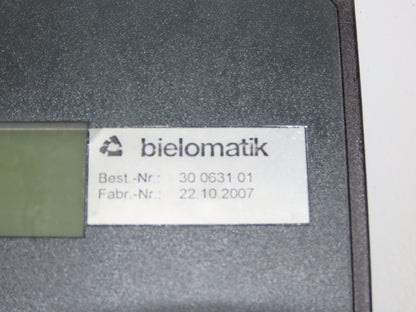 bielomatik
Best.-Nr.: 30 0631 01
Fabr.-Nr.: 22.10.2007